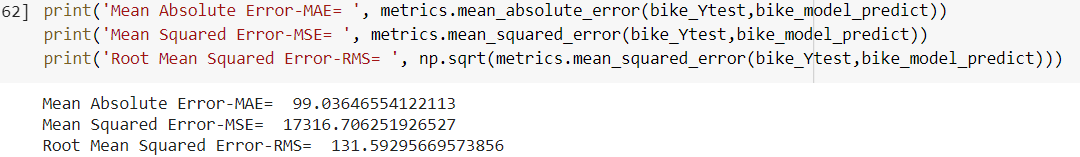 62] print('Mean Absolute Error-MAE= ', metrics.mean_absolute_error(bike_Ytest,bike_model_predict))
print('Mean Squared Error-MSE= ', metrics.mean_squared_error(bike_Ytest,bike_model_predict))
print('Root Mean Squared Error-RMS= ', np.sqrt(metrics.mean_squared_error(bike_Ytest,bike_model_predict)))
Mean Absolute Error-MAE=  99.03646554122113
Mean Squared Error-MSE=  17316.706251926527
Root Mean Squared Error-RMS=  131.59295669573856